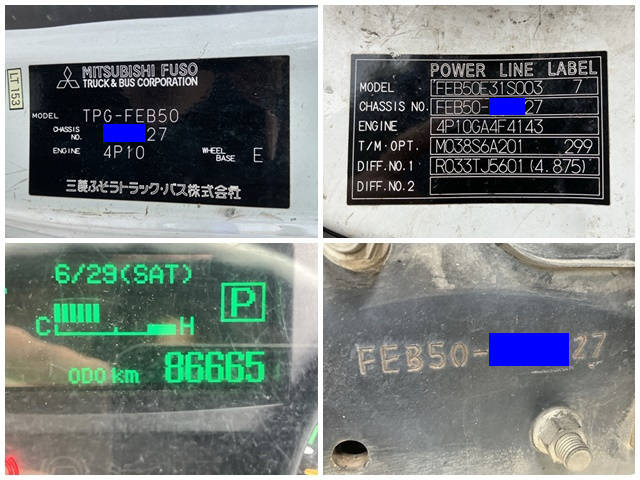 LT153
MITSUBISHI FUSO
TRUCK & BUS CORPORATION
MODEL TPG-FEB50
CHASSIS NO. 27
ENGINE 4P10 WHEEL BASE E
三菱ふそうトラック・バス株式会社
POWER LINE LABEL
MODEL FEB50E31S003 7
CHASSIS NO. FEB50- 27
ENGINE 4P10GA4F4143
T/M・OPT. M038S6A201 299
DIFF.NO.1 R033TJ5601(4.875)
DIFF.NO.2
6/29(SAT)
P
C H
ODO km 86665
FEB50- 27